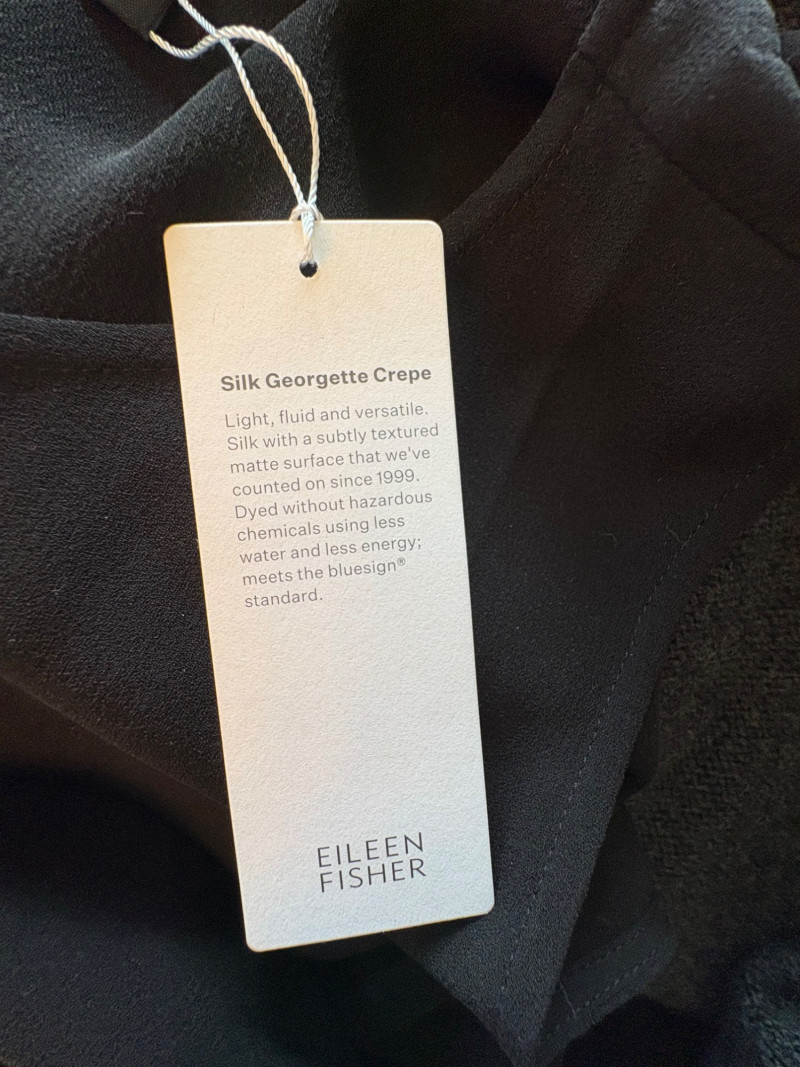 Silk Georgette Crepe
Light, fluid and versatile.
Silk with a subtly textured
matte surface that we've
counted on since 1999.
Dyed without hazardous
chemicals using less
water and less energy;
meets the bluesign®
standard.
EILEEN
FISHER